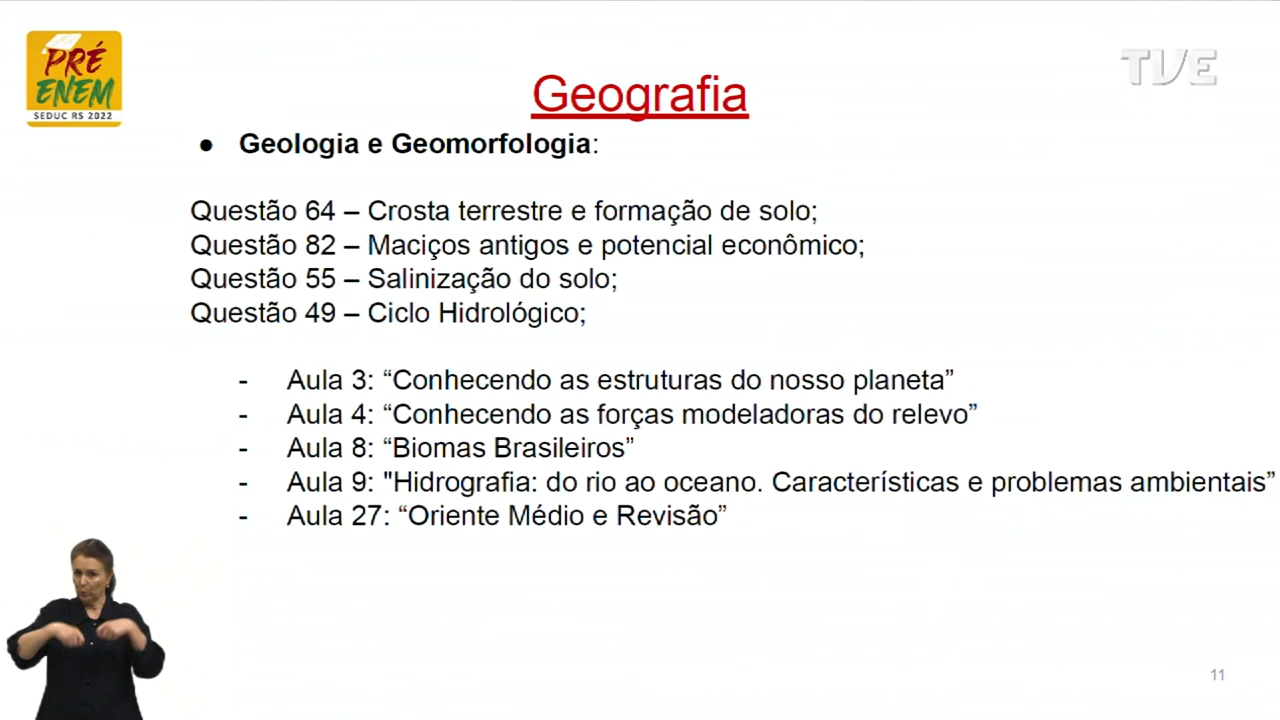 PRÉ
ENEM
SEDUC RS 2022
TVE
Geografia
● Geologia e Geomorfologia:
Questão 64 – Crosta terrestre e formação de solo;
Questão 82 – Maciços antigos e potencial econômico;
Questão 55 – Salinização do solo;
Questão 49 – Ciclo Hidrológico;
- Aula 3: “Conhecendo as estruturas do nosso planeta”
- Aula 4: “Conhecendo as forças modeladoras do relevo”
- Aula 8: “Biomas Brasileiros”
- Aula 9: "Hidrografia: do rio ao oceano. Características e problemas ambientais”
- Aula 27: “Oriente Médio e Revisão”
11